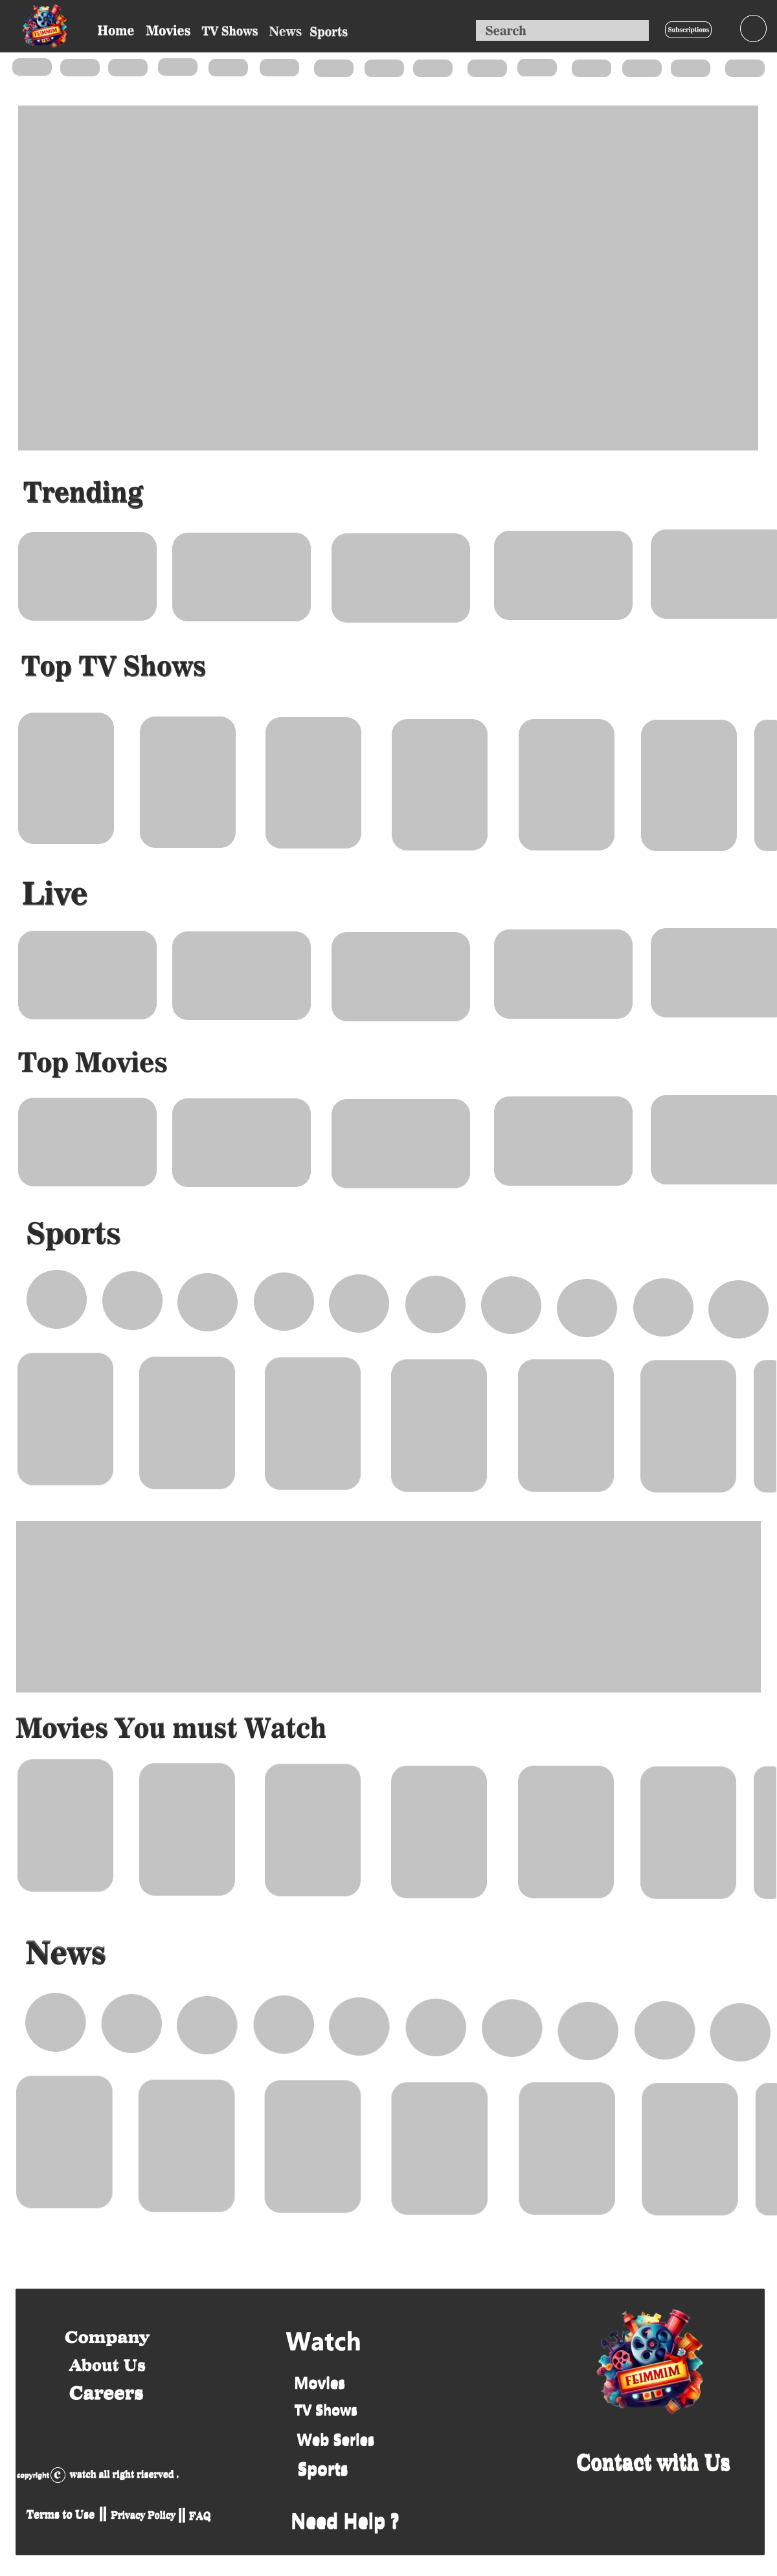 FEIMMIM
Home Movies TV Shows News Sports Search Subscriptions
Trending
Top TV Shows
Live
Top Movies
Sports
Movies You must Watch
News
Company
About Us
Careers
copyright c watch all right riserved .
Terms to Use || Privacy Policy || FAQ
Watch
Movies
TV Shows
Web Series
Sports
Need Help ?
FEIMMIM
Contact with Us